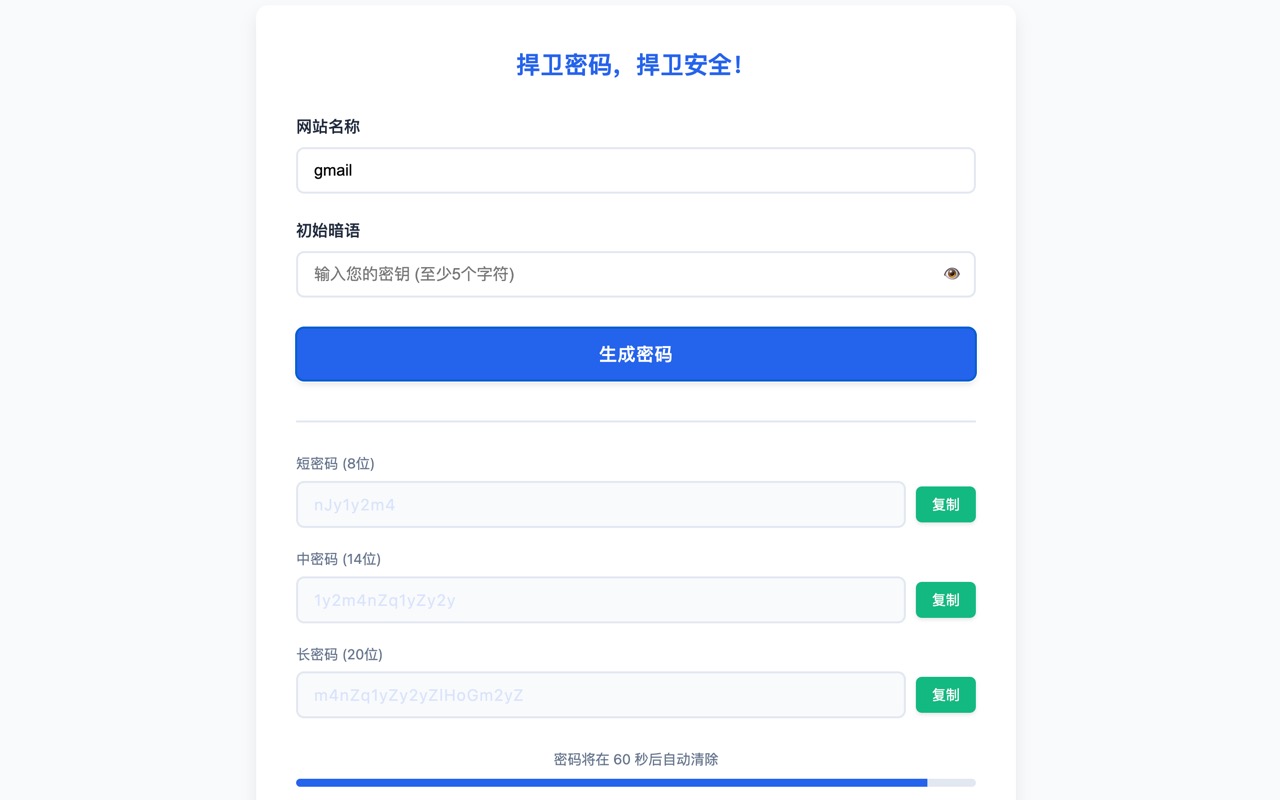 捍卫密码，捍卫安全！
网站名称
gmail
初始暗语
输入您的密钥 (至少5个字符)
生成密码
短密码 (8位)
nJy1y2m4
复制
中密码 (14位)
1y2m4nZq1yZy2y
复制
长密码 (20位)
m4nZq1yZy2yZlHoGm2yZ
复制
密码将在 60 秒后自动清除